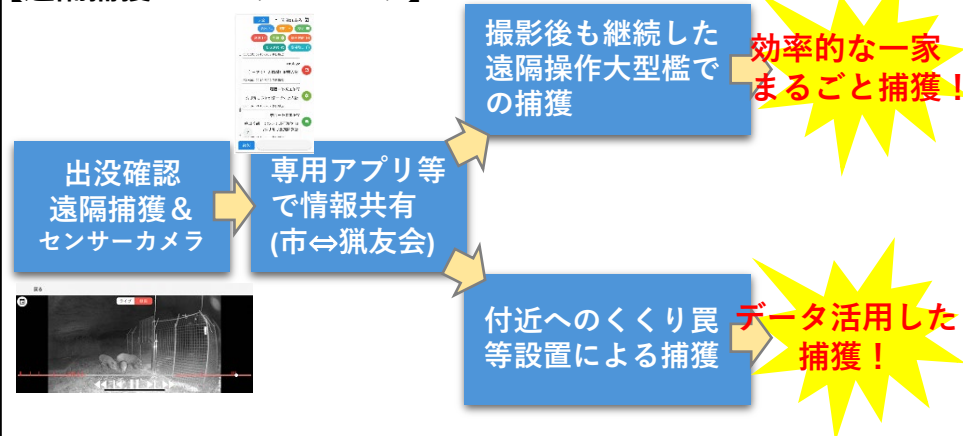 出没確認
遠隔捕獲＆
センサーカメラ
専用アプリ等
で情報共有
(市⇔猟友会)
撮影後も継続した
遠隔操作大型檻で
の捕獲
効率的な一家
まるごと捕獲！
付近へのくくり罠
等設置による捕獲
データ活用した
捕獲！